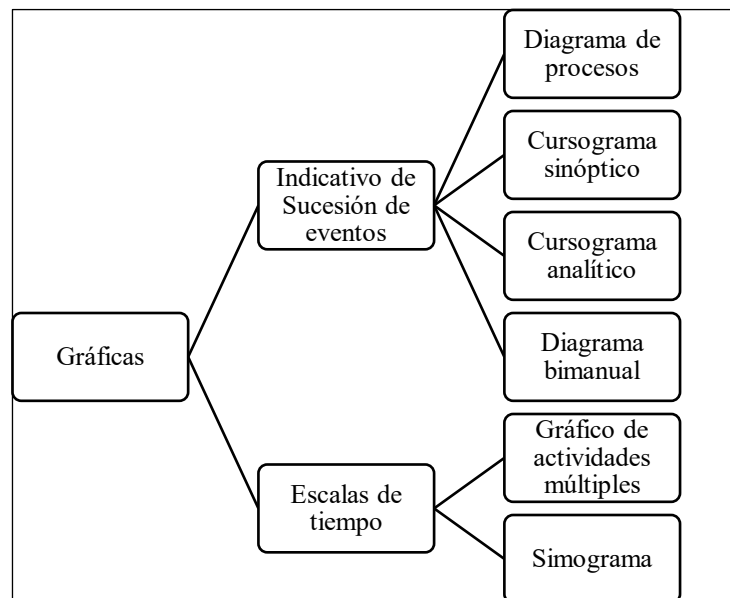 Gráficas
Indicativo de
Sucesión de
eventos
Diagrama de
procesos
Cursograma
sinóptico
Cursograma
analítico
Diagrama
bimanual
Escalas de
tiempo
Gráfico de
actividades
múltiples
Simograma